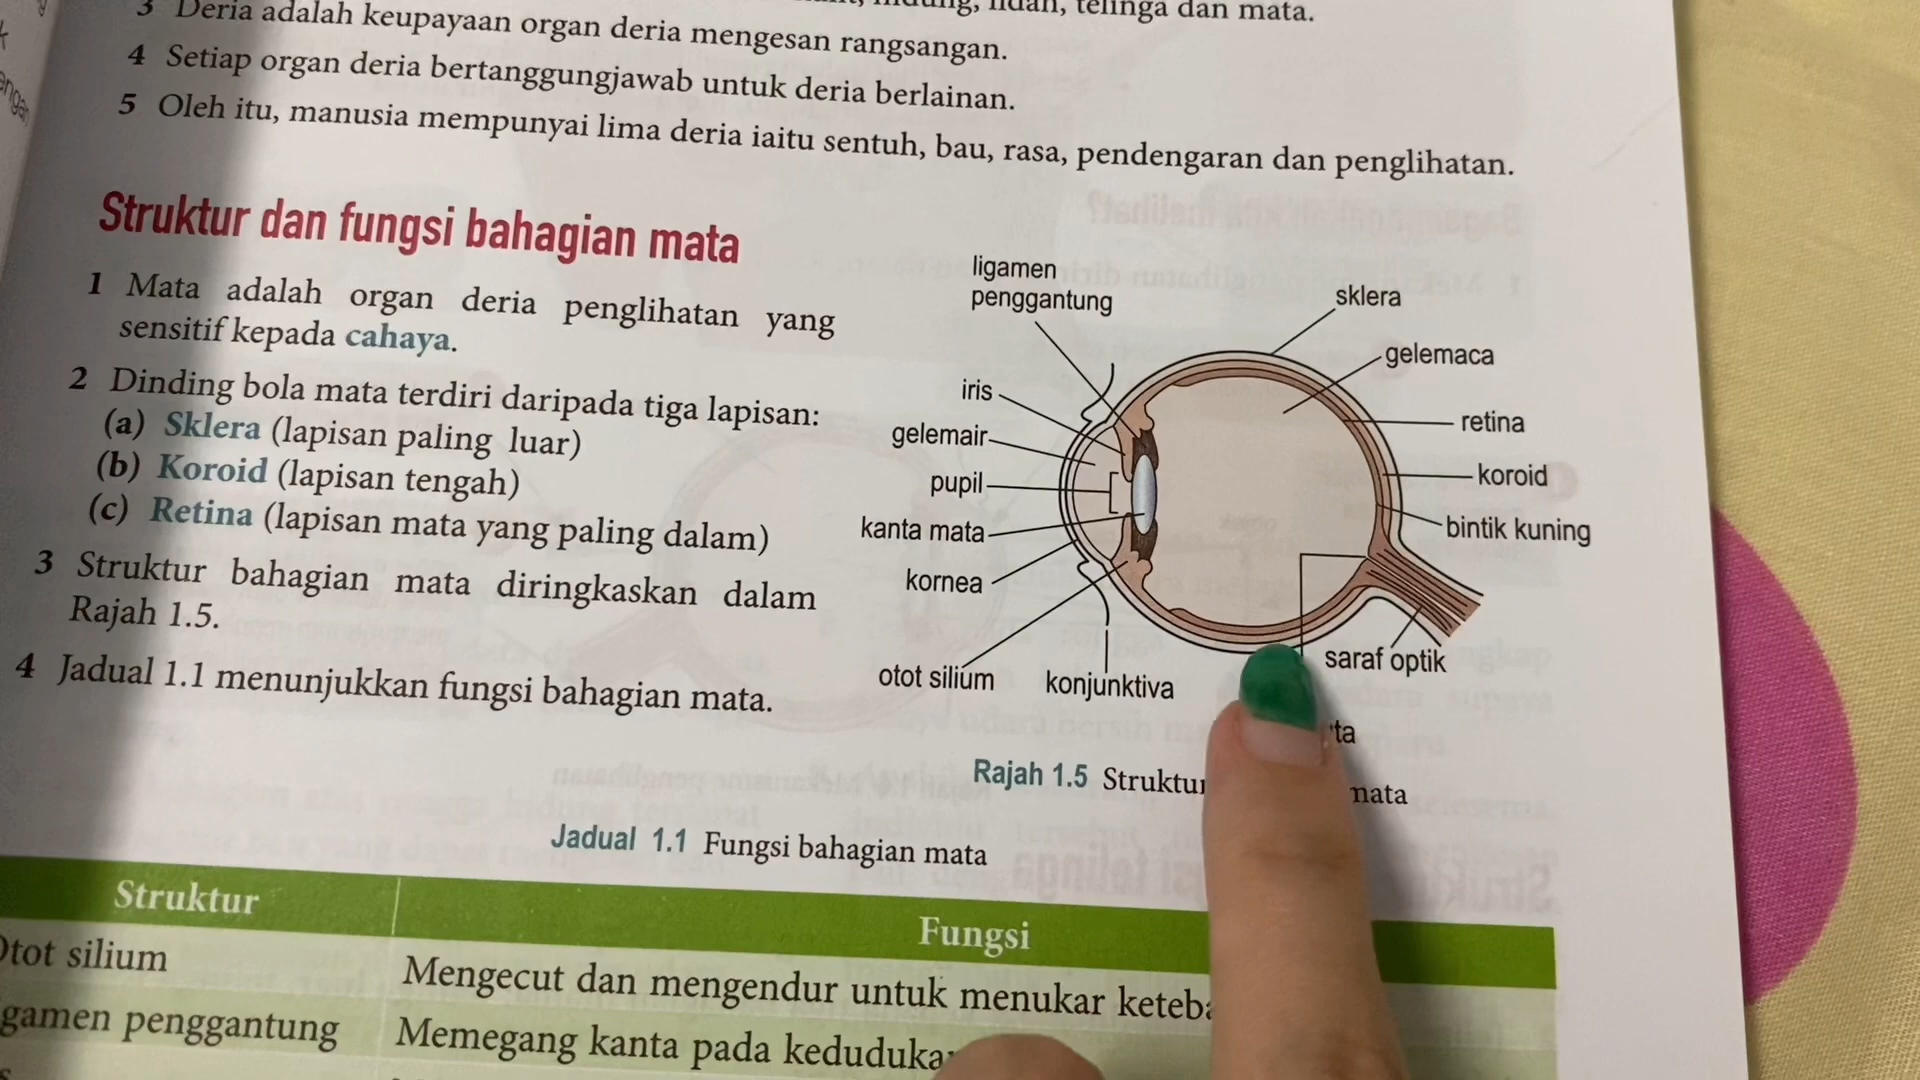 lidah, telinga dan mata.
3 Deria adalah keupayaan organ deria mengesan rangsangan.
4 Setiap organ deria bertanggungjawab untuk deria berlainan.
5 Oleh itu, manusia mempunyai lima deria iaitu sentuh, bau, rasa, pendengaran dan penglihatan.
Struktur dan fungsi bahagian mata
1 Mata adalah organ deria penglihatan yang
sensitif kepada cahaya.
2 Dinding bola mata terdiri daripada tiga lapisan:
(a) Sklera (lapisan paling luar)
(b) Koroid (lapisan tengah)
(c) Retina (lapisan mata yang paling dalam)
3 Struktur bahagian mata diringkaskan dalam
Rajah 1.5.
4 Jadual 1.1 menunjukkan fungsi bahagian mata.
ligamen
penggantung
iris
gelemair
pupil
kanta mata
kornea
otot silium
konjunktiva
sklera
gelemaca
retina
koroid
bintik kuning
saraf optik
ta
Rajah 1.5 Struktur mata
Jadual 1.1 Fungsi bahagian mata
Struktur
Fungsi
Otot silium
Mengecut dan mengendur untuk menukar keteba
gamen penggantung
Memegang kanta pada keduduka